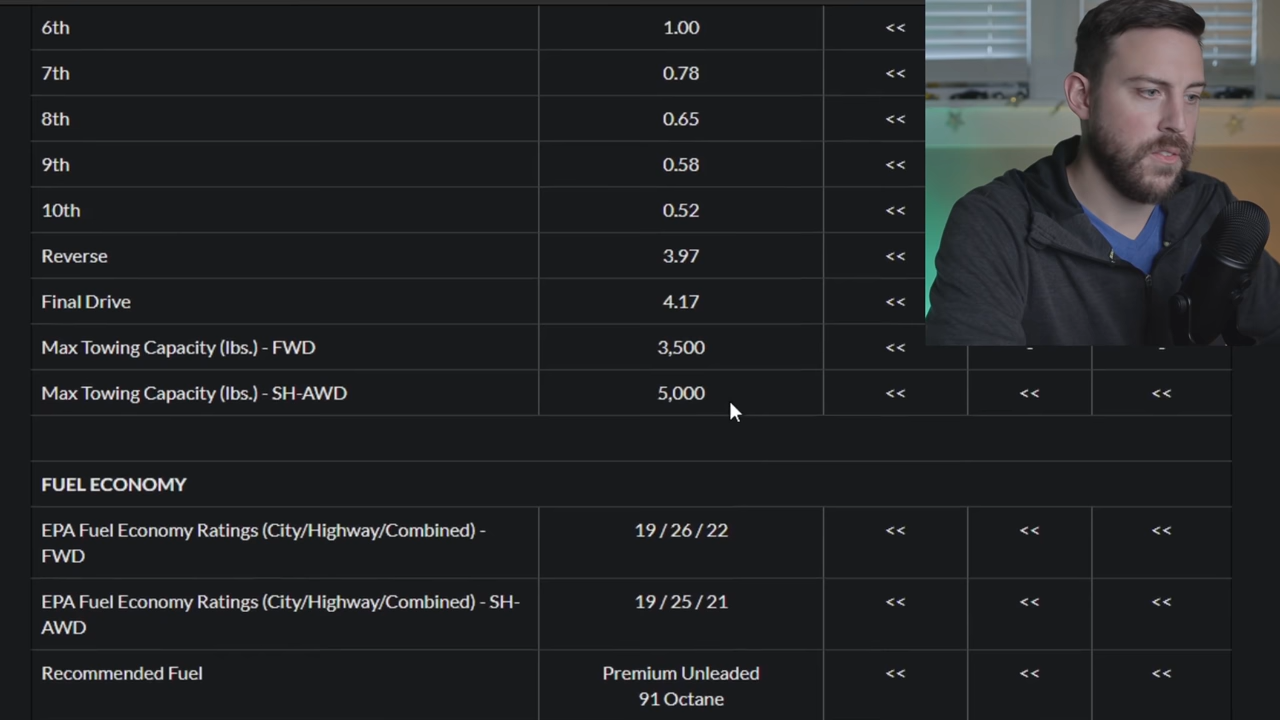 6th 1.00 <<
7th 0.78 <<
8th 0.65 <<
9th 0.58 <<
10th 0.52 <<
Reverse 3.97 <<
Final Drive 4.17 <<
Max Towing Capacity (lbs.) - FWD 3,500 << - -
Max Towing Capacity (lbs.) - SH-AWD 5,000 << << <<
FUEL ECONOMY
EPA Fuel Economy Ratings (City/Highway/Combined) - 19 / 26 / 22 << << <<
FWD
EPA Fuel Economy Ratings (City/Highway/Combined) - SH- 19 / 25 / 21 << << <<
AWD
Recommended Fuel Premium Unleaded << << <<
91 Octane